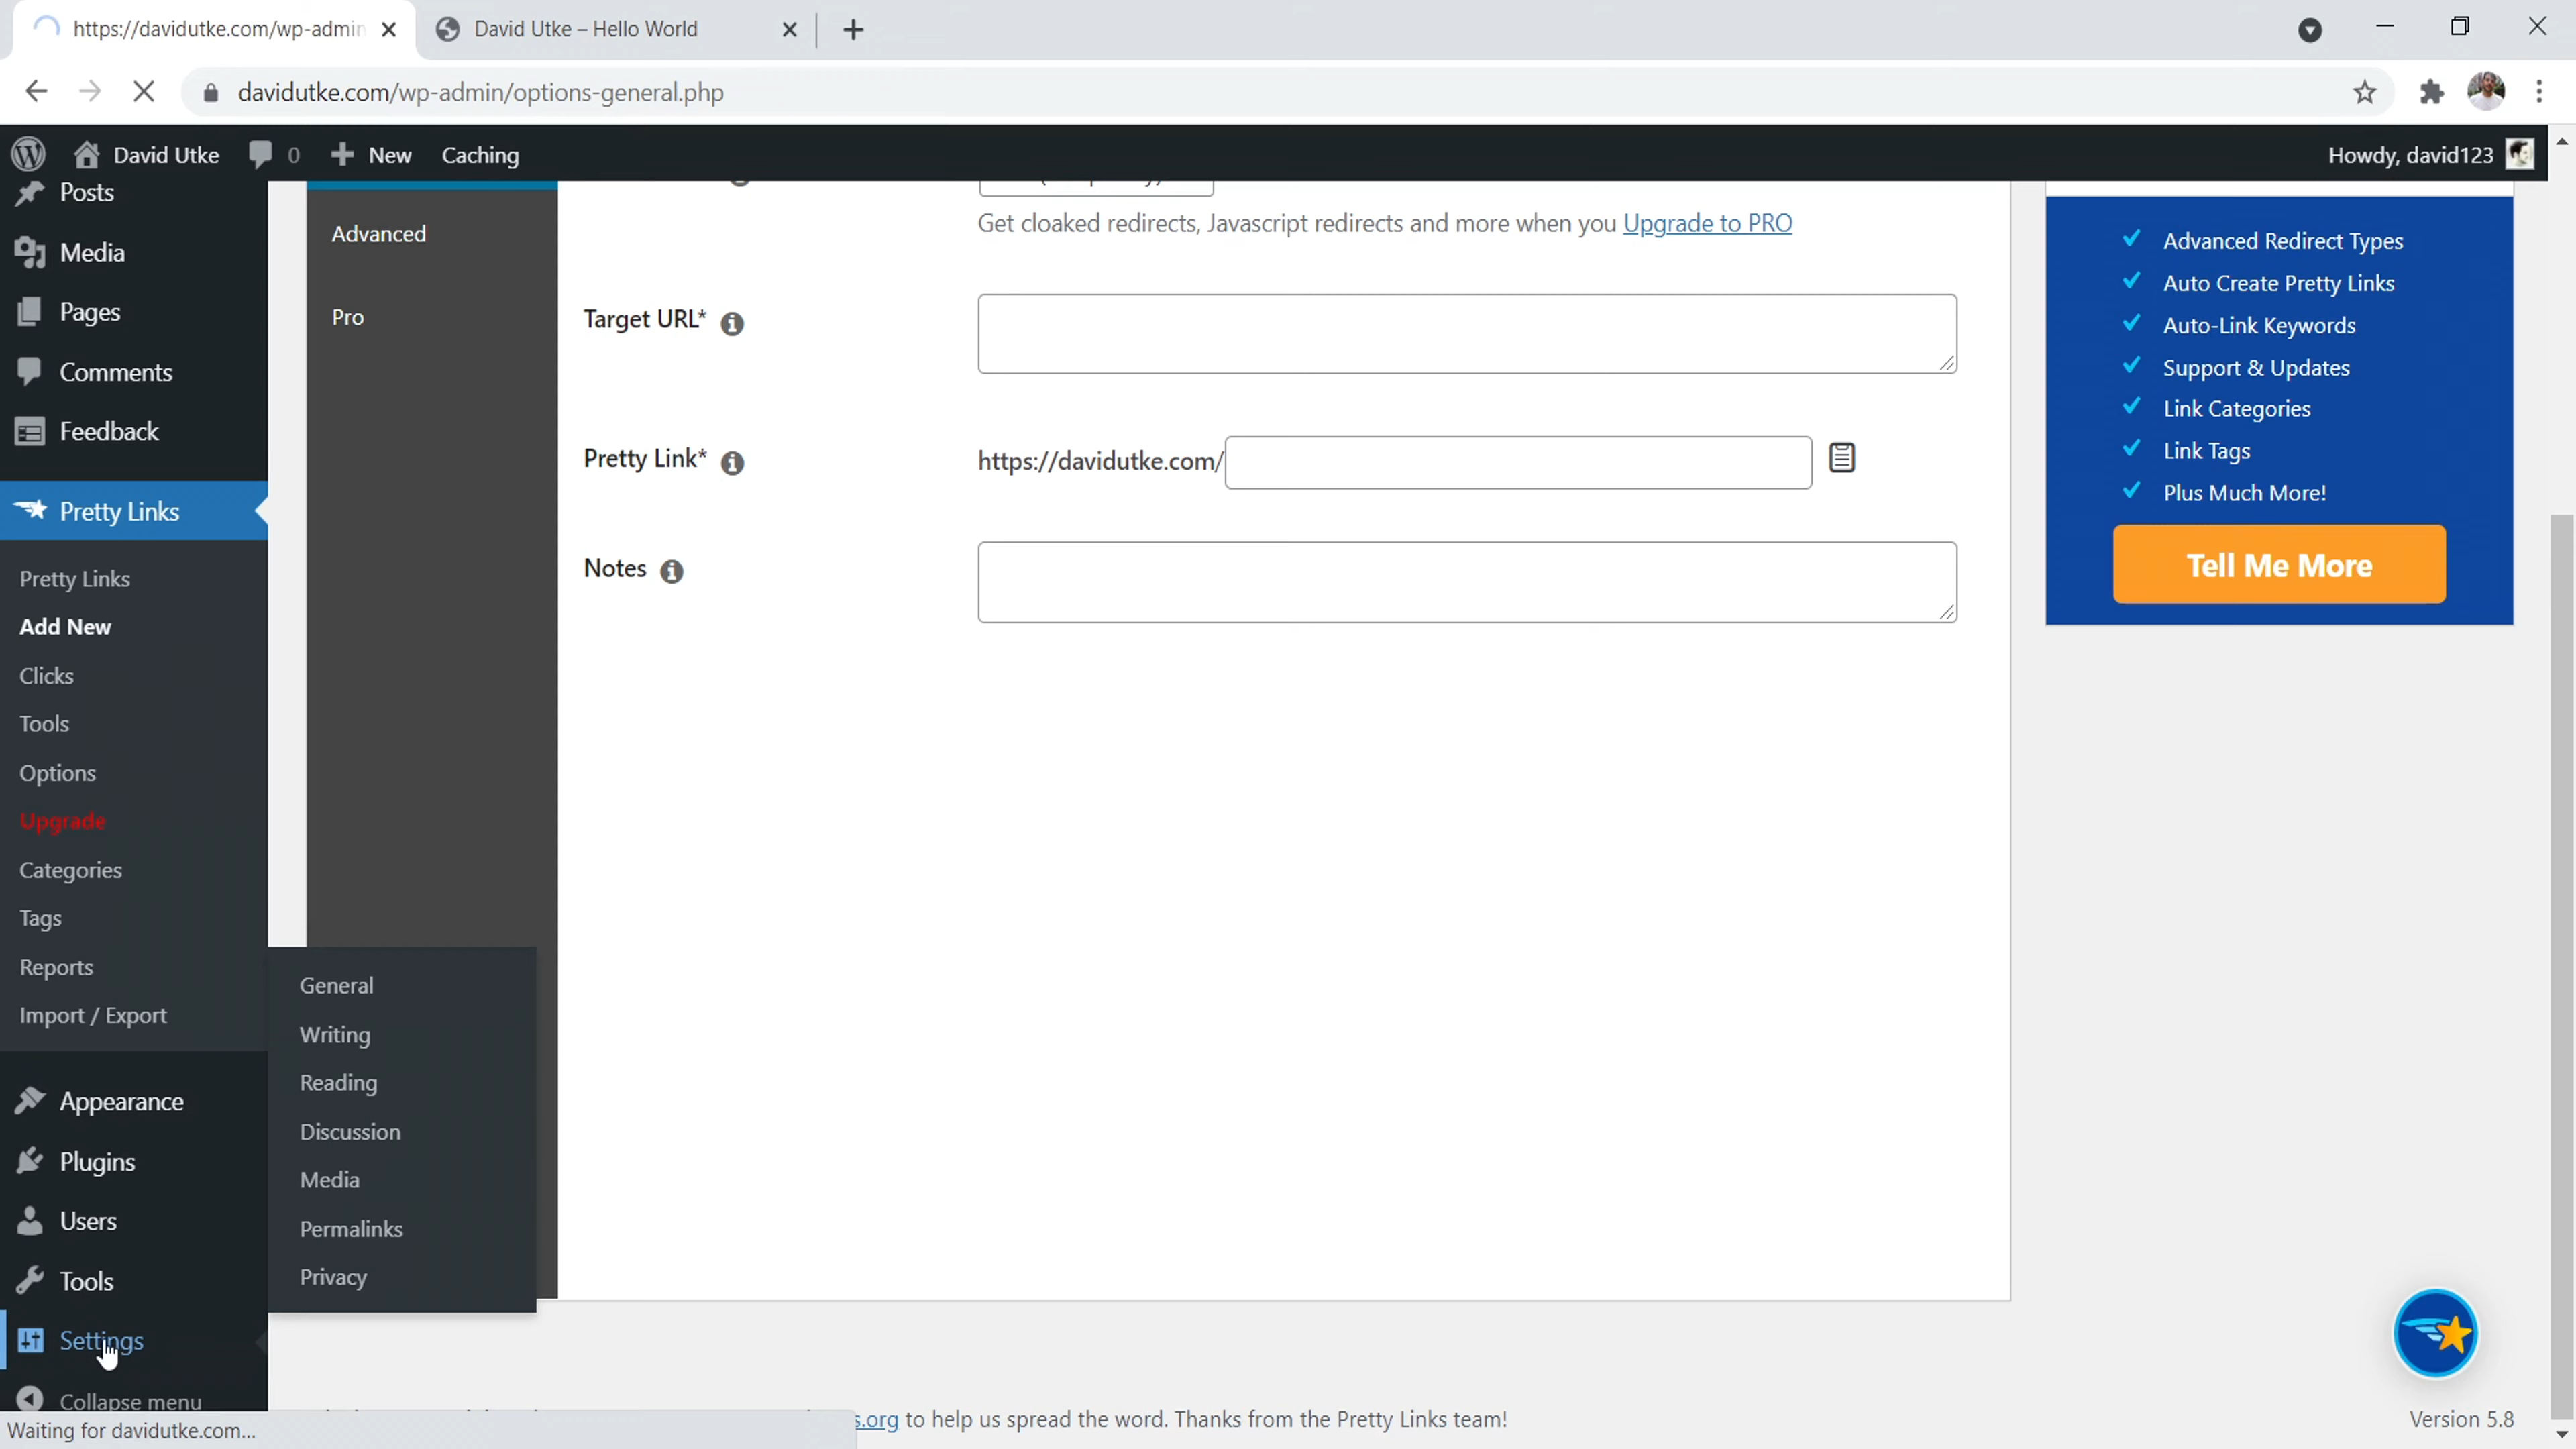 https://davidutke.com/wp-admin
David Utke – Hello World
davidutke.com/wp-admin/options-general.php
David Utke
0
New
Caching
Howdy, david123
Posts
Media
Pages
Comments
Feedback
Pretty Links
Pretty Links
Add New
Clicks
Tools
Options
Upgrade
Categories
Tags
Reports
Import / Export
Appearance
Plugins
Users
Tools
Settings
Collapse menu
General
Writing
Reading
Discussion
Media
Permalinks
Privacy
Advanced
Pro
Get cloaked redirects, Javascript redirects and more when you Upgrade to PRO
Target URL*
Pretty Link*
https://davidutke.com/
Notes
Advanced Redirect Types
Auto Create Pretty Links
Auto-Link Keywords
Support & Updates
Link Categories
Link Tags
Plus Much More!
Tell Me More
s.org to help us spread the word. Thanks from the Pretty Links team!
Version 5.8
Waiting for davidutke.com...